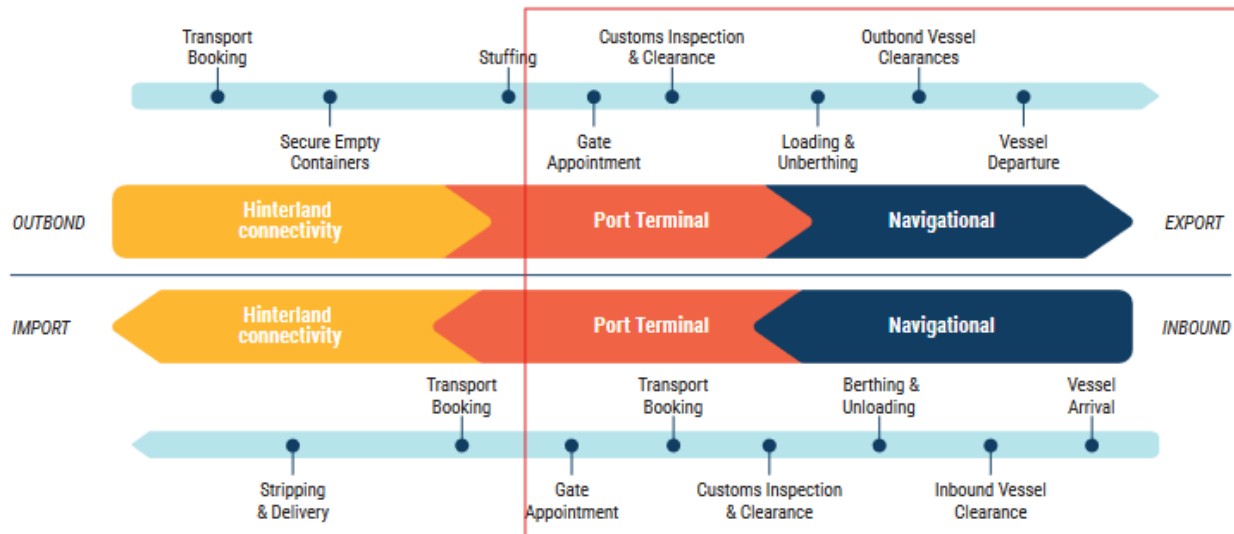 Transport
Booking
Stuffing
Customs Inspection
& Clearance
Outbond Vessel
Clearances
Secure Empty
Containers
Gate
Appointment
Loading &
Unberthing
Vessel
Departure
OUTBOND
Hinterland
connectivity
Port Terminal
Navigational
EXPORT
IMPORT
Hinterland
connectivity
Port Terminal
Navigational
INBOUND
Transport
Booking
Transport
Booking
Berthing &
Unloading
Vessel
Arrival
Stripping
& Delivery
Gate
Appointment
Customs Inspection
& Clearance
Inbound Vessel
Clearance